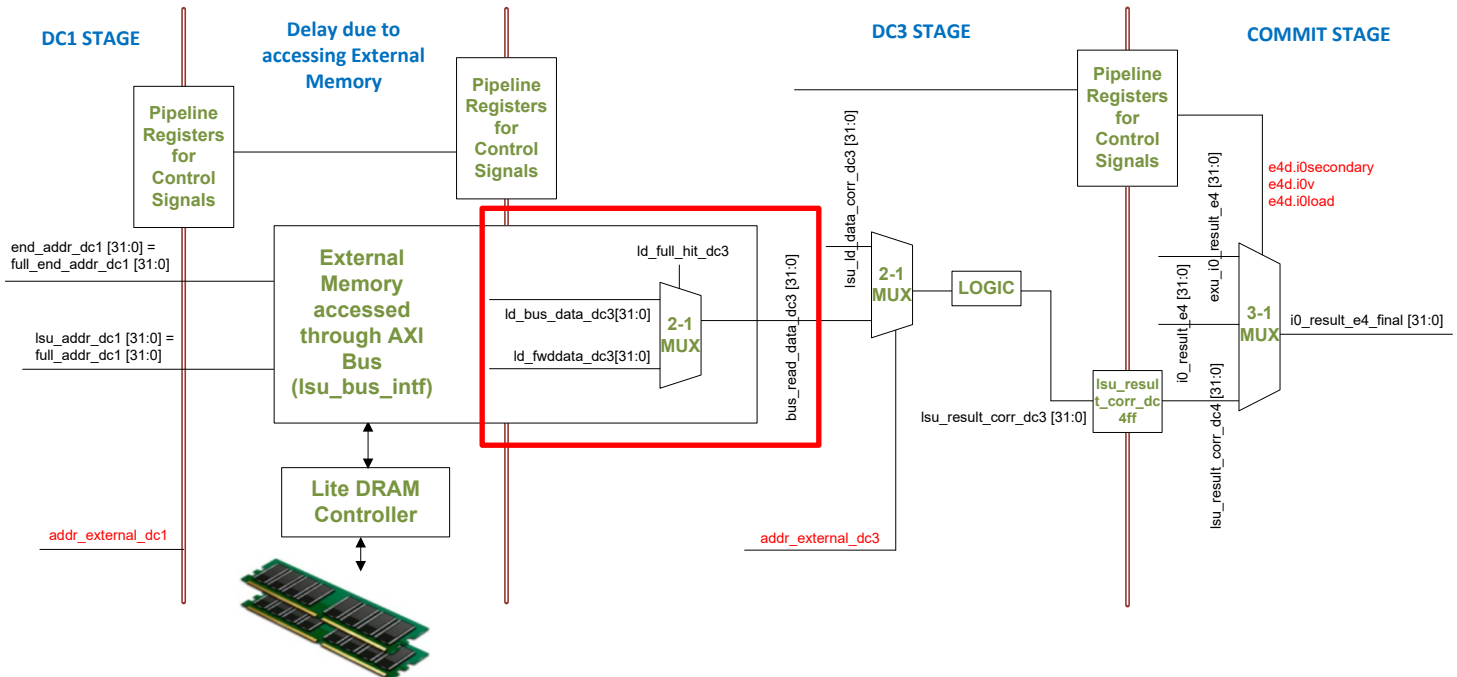 DC1 STAGE
Delay due to
accessing External
Memory
DC3 STAGE
COMMIT STAGE
Pipeline
Registers
for
Control
Signals
Pipeline
Registers
for
Control
Signals
Pipeline
Registers
for
Control
Signals
end_addr_dc1 [31:0] =
full_end_addr_dc1 [31:0]
lsu_addr_dc1 [31:0] =
full_addr_dc1 [31:0]
External
Memory
accessed
through AXI
Bus
(lsu_bus_intf)
ld_full_hit_dc3
ld_bus_data_dc3[31:0]
ld_fwddata_dc3[31:0]
2-1
MUX
bus_read_data_dc3 [31:0]
lsu_ld_data_corr_dc3 [31:0]
2-1
MUX
LOGIC
lsu_result_corr_dc3 [31:0]
lsu_resul
t_corr_dc
4ff
e4d.i0secondary
e4d.i0v
e4d.i0load
exu_i0_result_e4 [31:0]
i0_result_e4 [31:0]
lsu_result_corr_dc4 [31:0]
3-1
MUX
i0_result_e4_final [31:0]
Lite DRAM
Controller
addr_external_dc1
addr_external_dc3